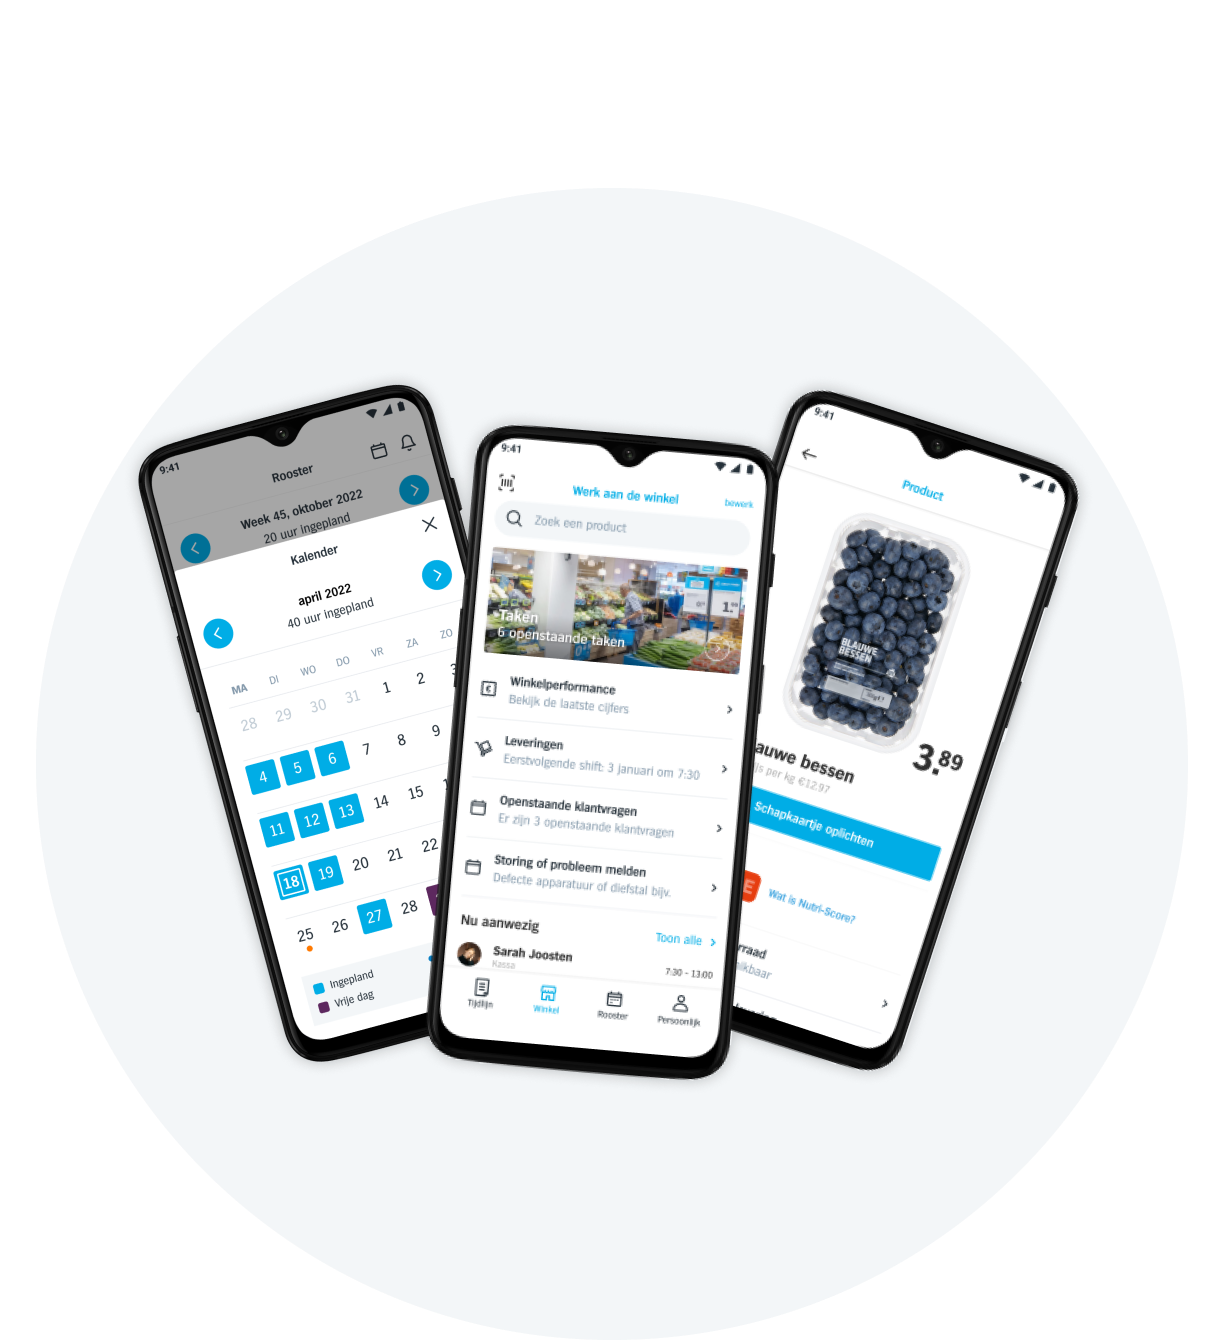 9:41
Rooster
Week 45, oktober 2022
20 uur ingepland
Kalender
april 2022
40 uur ingepland
MA DI WO DO VR ZA ZO
28 29 30 31 1 2 3
4 5 6 7 8 9
11 12 13 14 15
18 19 20 21 22
25 26 27 28
Ingepland
Vrije dag
9:41
Werk aan de winkel
bewerk
Zoek een product
Taken
6 openstaande taken
Winkelperformance
Bekijk de laatste cijfers
Leveringen
Eerstvolgende shift: 3 januari om 7:30
Openstaande klantvragen
Er zijn 3 openstaande klantvragen
Storing of probleem melden
Defecte apparatuur of diefstal bijv.
Nu aanwezig
Toon alle
Sarah Joosten
Kassa
7:30 - 13:00
Tijdlijn
Winkel
Rooster
Persoonlijk
9:41
Product
BLAUWE
BESSEN
3.89
auwe bessen
js per kg €12.97
Schapkaartje oplichten
E
Wat is Nutri-Score?
rraad
ikbaar